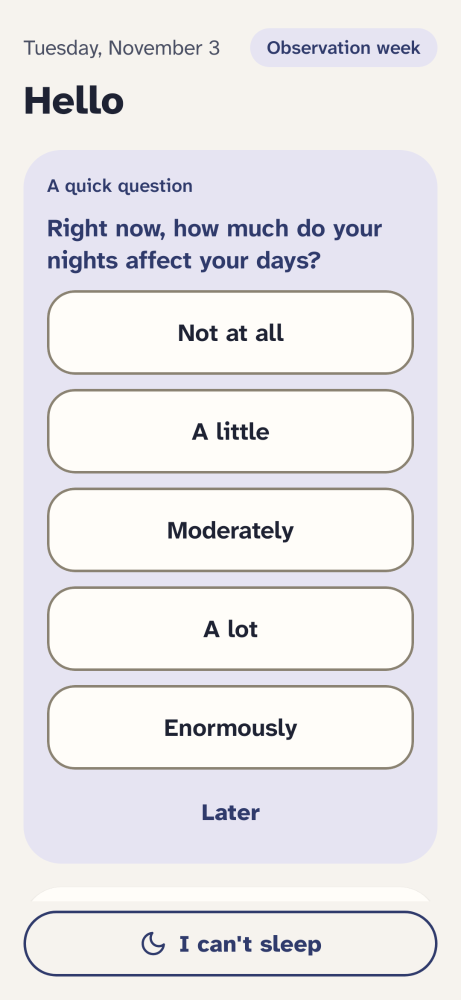 Tuesday, November 3
Observation week
Hello
A quick question
Right now, how much do your
nights affect your days?
Not at all
A little
Moderately
A lot
Enormously
Later
I can't sleep